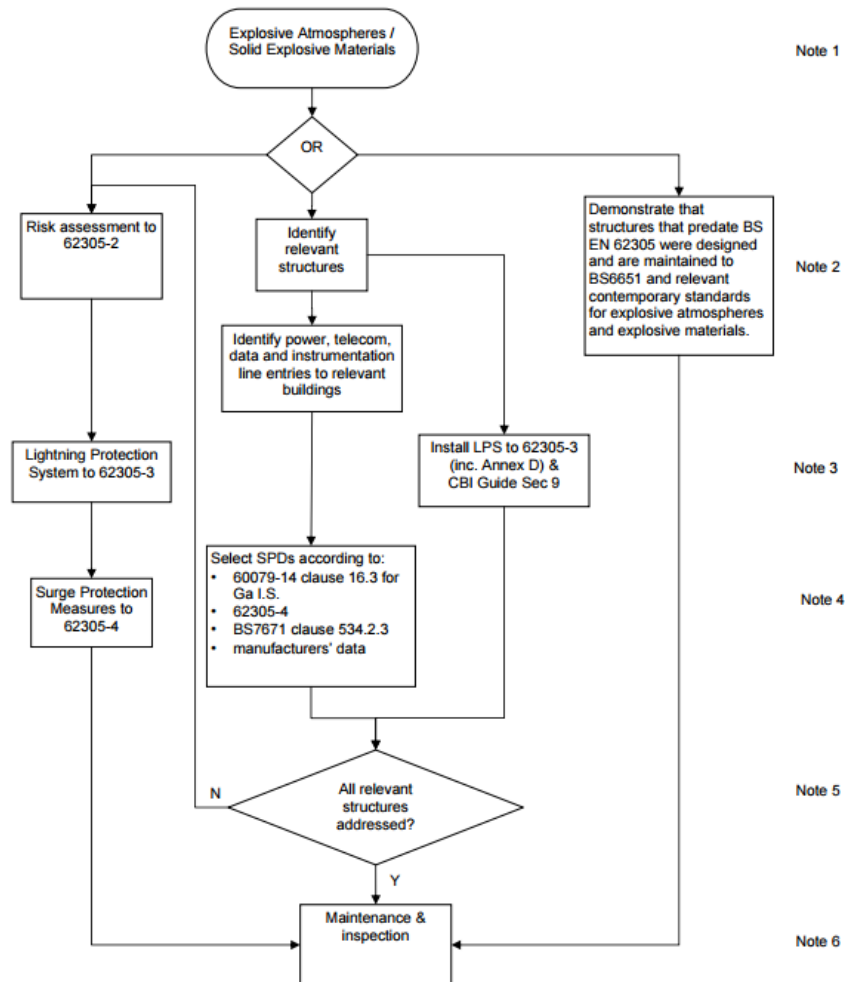 Explosive Atmospheres /
Solid Explosive Materials
Note 1
OR
Risk assessment to
62305-2
Identify
relevant
structures
Demonstrate that
structures that predate BS
EN 62305 were designed
and are maintained to
BS6651 and relevant
contemporary standards
for explosive atmospheres
and explosive materials.
Note 2
Identify power, telecom,
data and instrumentation
line entries to relevant
buildings
Lightning Protection
System to 62305-3
Install LPS to 62305-3
(inc. Annex D) &
CBI Guide Sec 9
Note 3
Surge Protection
Measures to
62305-4
Select SPDs according to:
• 60079-14 clause 16.3 for
Ga I.S.
• 62305-4
• BS7671 clause 534.2.3
• manufacturers' data
Note 4
N
All relevant
structures
addressed?
Note 5
Y
Maintenance &
inspection
Note 6